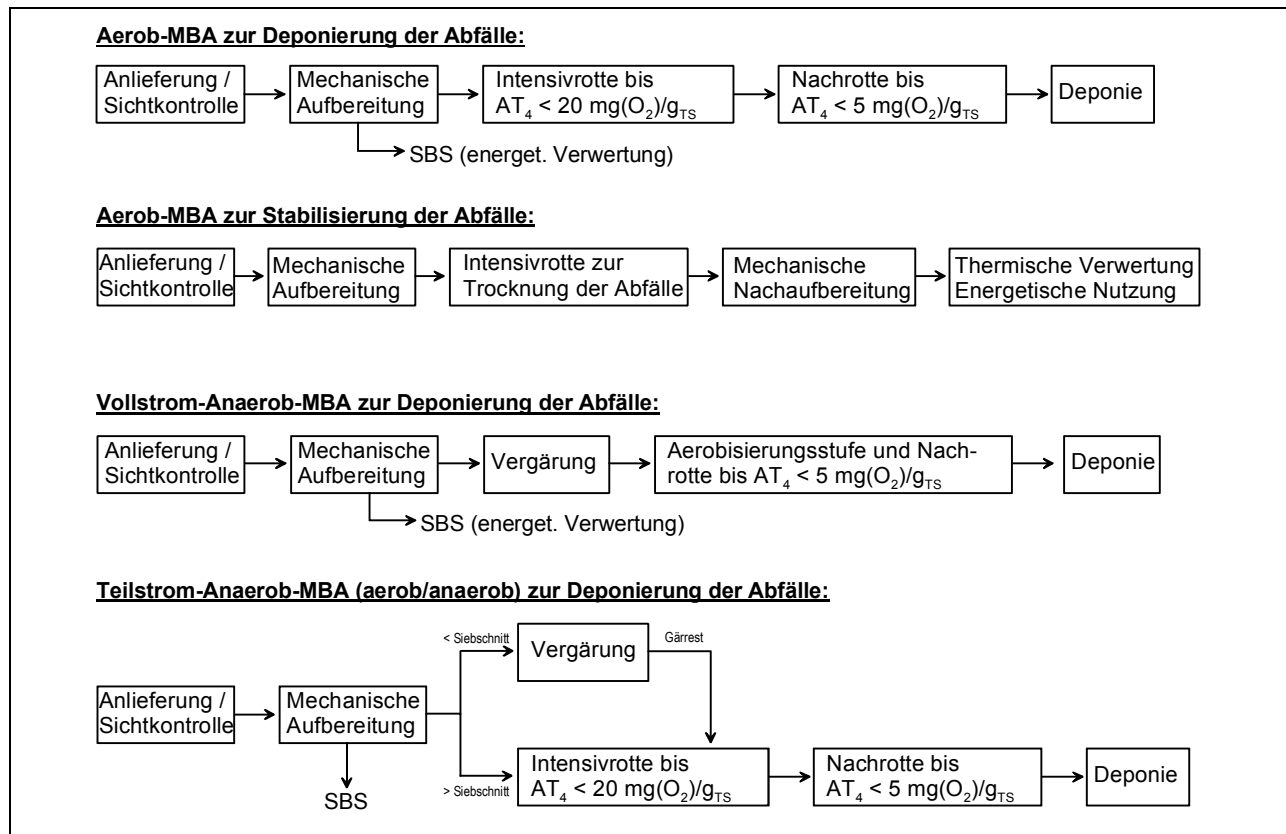 Aerob-MBA zur Deponierung der Abfälle:
Anlieferung /
Sichtkontrolle
Mechanische
Aufbereitung
Intensivrotte bis
AT₄ < 20 mg(O₂)/g_TS
Nachrotte bis
AT₄ < 5 mg(O₂)/g_TS
Deponie
SBS (energet. Verwertung)
Aerob-MBA zur Stabilisierung der Abfälle:
Anlieferung /
Sichtkontrolle
Mechanische
Aufbereitung
Intensivrotte zur
Trocknung der Abfälle
Mechanische
Nachaufbereitung
Thermische Verwertung
Energetische Nutzung
Vollstrom-Anaerob-MBA zur Deponierung der Abfälle:
Anlieferung /
Sichtkontrolle
Mechanische
Aufbereitung
Vergärung
Aerobisierungsstufe und Nach-
rotte bis AT₄ < 5 mg(O₂)/g_TS
Deponie
SBS (energet. Verwertung)
Teilstrom-Anaerob-MBA (aerob/anaerob) zur Deponierung der Abfälle:
Anlieferung /
Sichtkontrolle
Mechanische
Aufbereitung
SBS
< Siebschnitt
Vergärung
Gärrest
> Siebschnitt
Intensivrotte bis
AT₄ < 20 mg(O₂)/g_TS
Nachrotte bis
AT₄ < 5 mg(O₂)/g_TS
Deponie